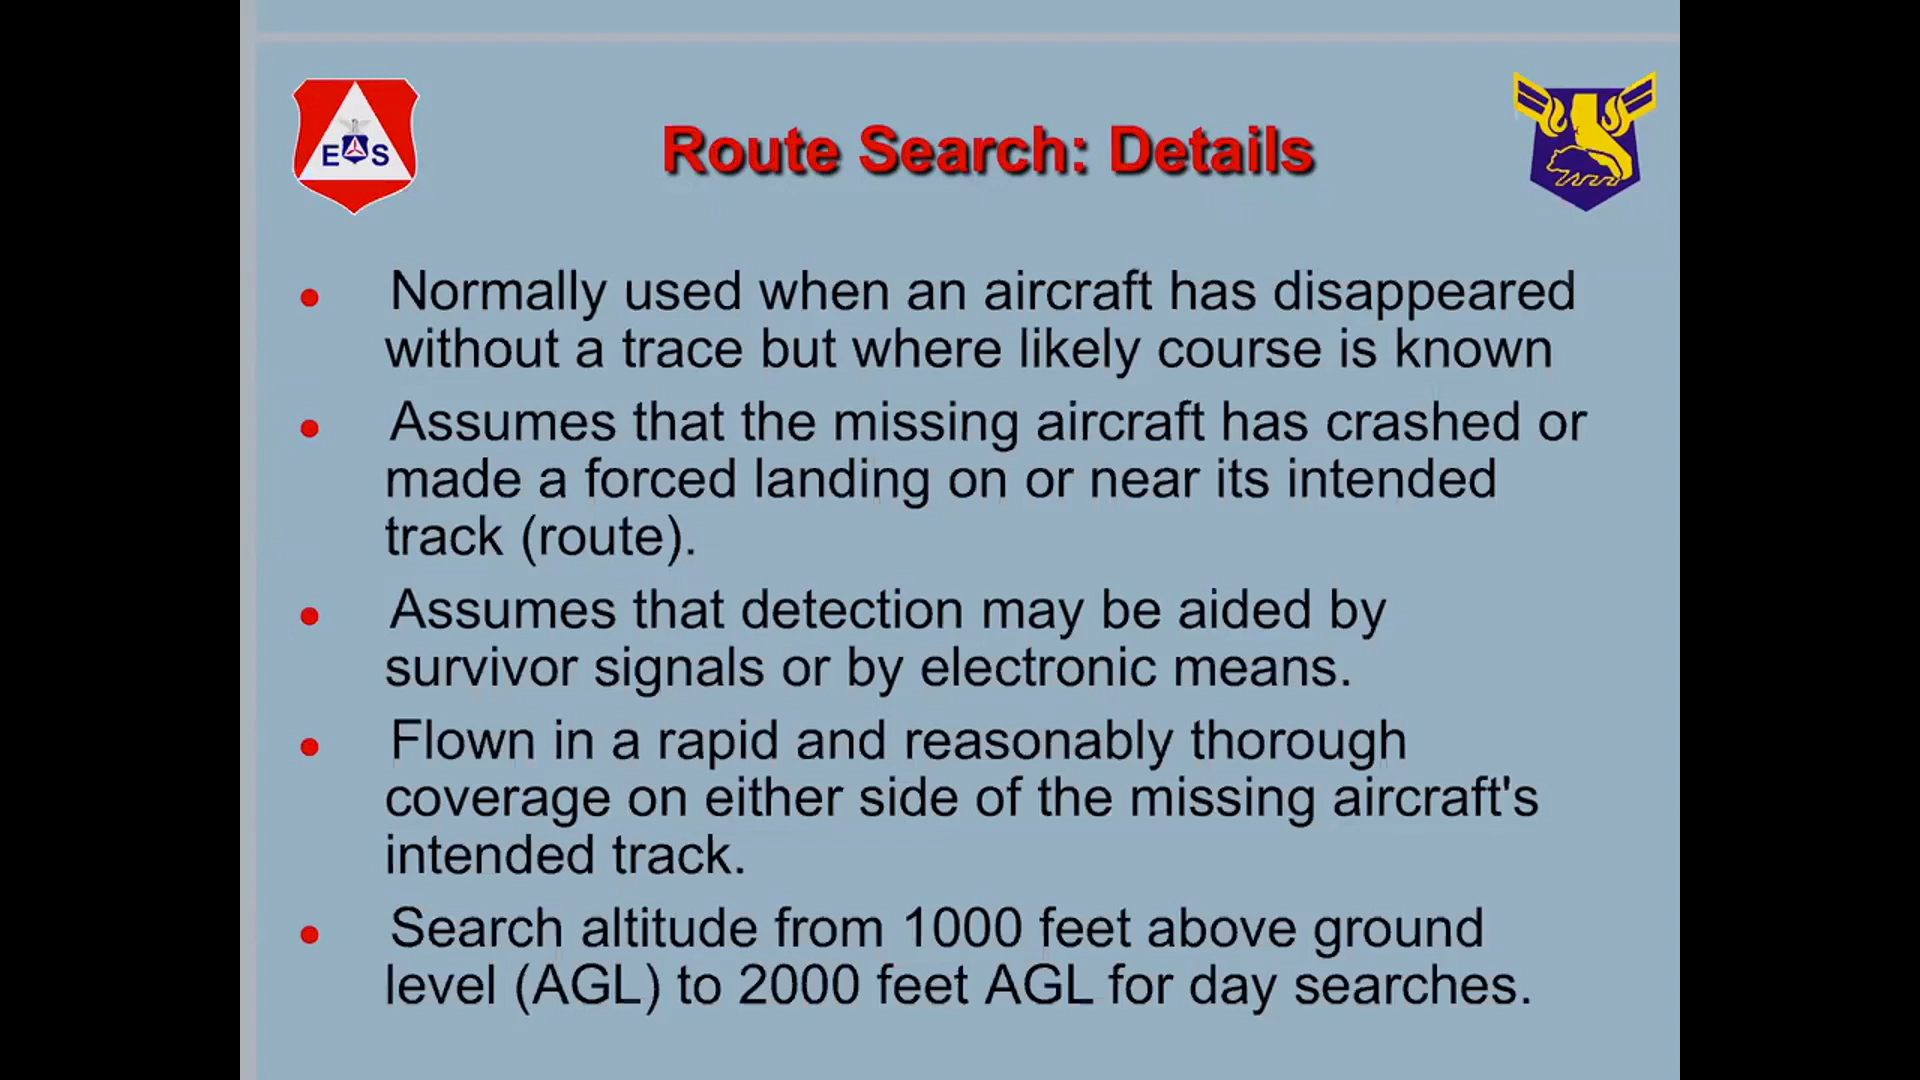 Route Search: Details
E S
Normally used when an aircraft has disappeared
without a trace but where likely course is known
Assumes that the missing aircraft has crashed or
made a forced landing on or near its intended
track (route).
Assumes that detection may be aided by
survivor signals or by electronic means.
Flown in a rapid and reasonably thorough
coverage on either side of the missing aircraft's
intended track.
Search altitude from 1000 feet above ground
level (AGL) to 2000 feet AGL for day searches.